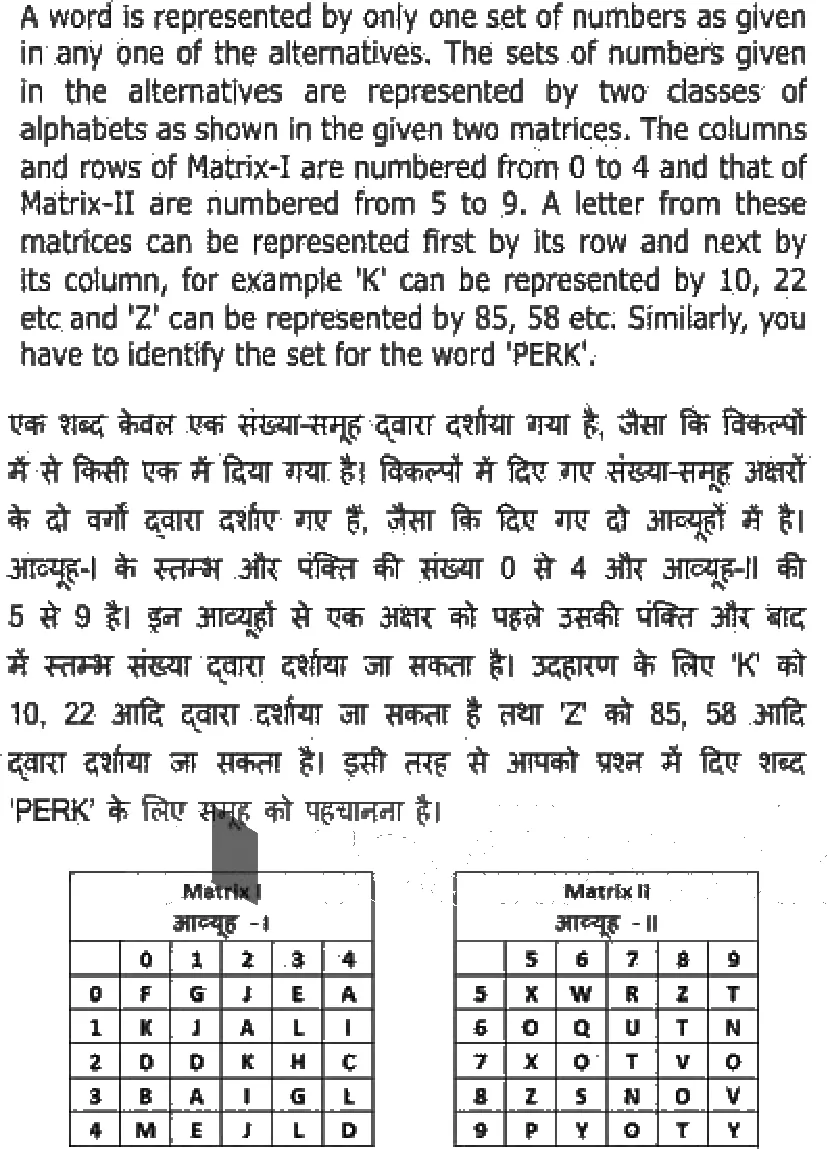 A word is represented by only one set of numbers as given
in any one of the alternatives. The sets of numbers given
in the alternatives are represented by two classes of
alphabets as shown in the given two matrices. The columns
and rows of Matrix-I are numbered from 0 to 4 and that of
Matrix-II are numbered from 5 to 9. A letter from these
matrices can be represented first by its row and next by
its column, for example 'K' can be represented by 10, 22
etc and 'Z' can be represented by 85, 58 etc. Similarly, you
have to identify the set for the word 'PERK'.
एक शब्द केवल एक संख्या-समूह द्वारा दर्शाया गया है, जैसा कि विकल्पों
में से किसी एक में दिया गया है। विकल्पों में दिए गए संख्या-समूह अक्षरों
के दो वर्गों द्वारा दर्शाए गए हैं, जैसा कि दिए गए दो आव्यूहों में है।
आव्यूह-I के स्तम्भ और पंक्ति की संख्या 0 से 4 और आव्यूह-II की
5 से 9 है। इन आव्यूहों से एक अक्षर को पहले उसकी पंक्ति और बाद
में स्तम्भ संख्या द्वारा दर्शाया जा सकता है। उदहारण के लिए 'K' को
10, 22 आदि द्वारा दर्शाया जा सकता है तथा 'Z' को 85, 58 आदि
द्वारा दर्शाया जा सकता है। इसी तरह से आपको प्रश्न में दिए शब्द
'PERK' के लिए समूह को पहचानना है।
Matrix I
आव्यूह - I
0 1 2 3 4
0 F G J E A
1 K J A L I
2 D D K H C
3 B A I G L
4 M E J L D
Matrix II
आव्यूह - II
5 6 7 8 9
5 X W R Z T
6 O Q U T N
7 X O T V O
8 Z S N O V
9 P Y O T Y